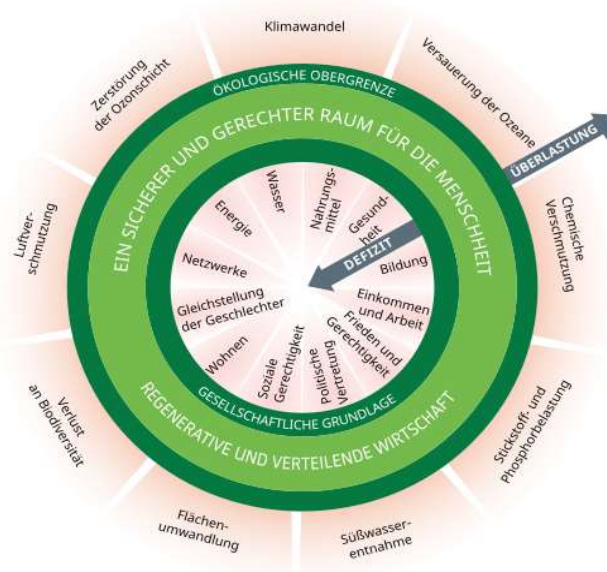 Klimawandel
Versauerung der Ozeane
ÜBERLASTUNG
Chemische
Verschmutzung
Stickstoff- und
Phosphorbelastung
Süßwasser-
entnahme
Flächen-
umwandlung
Verlust
an Biodiversität
Luftver-
schmutzung
Zerstörung
der Ozonschicht
ÖKOLOGISCHE OBERGRENZE
EIN SICHERER UND GERECHTER RAUM FÜR DIE MENSCHHEIT
REGENERATIVE UND VERTEILENDE WIRTSCHAFT
GESELLSCHAFTLICHE GRUNDLAGE
Wasser
Nahrungs-
mittel
Gesund-
heit
DEFIZIT
Bildung
Einkommen
und Arbeit
Frieden und
Gerechtigkeit
Politische
Vertretung
Soziale
Gerechtigkeit
Wohnen
Gleichstellung
der Geschlechter
Netzwerke
Energie